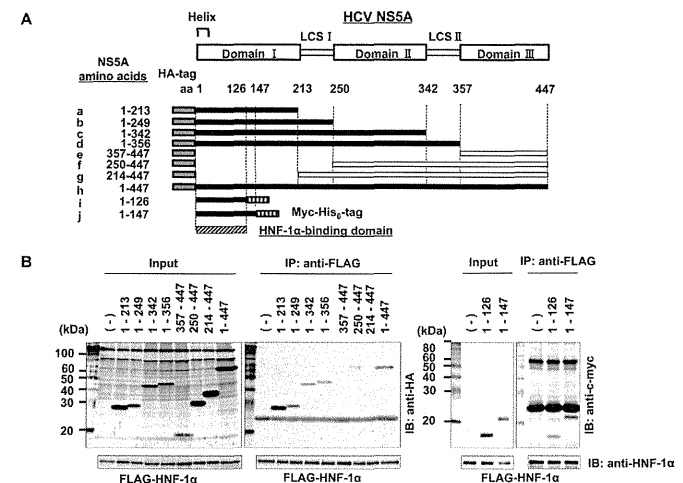 A
HCV NS5A
Helix
LCS I
LCS II
Domain I
Domain II
Domain III
NS5A
amino acids
HA-tag
aa 1 126 147 213 250 342 357 447
a 1-213
b 1-249
c 1-342
d 1-356
e 357-447
f 250-447
g 214-447
h 1-447
i 1-126
j 1-147
Myc-His6-tag
HNF-1α-binding domain
B
Input
IP: anti-FLAG
Input
IP: anti-FLAG
(-) 1-213 1-249 1-342 1-356 357-447 250-447 214-447 1-447
(-) 1-213 1-249 1-342 1-356 357-447 250-447 214-447 1-447
(-) 1-126 1-147
(-) 1-126 1-147
(kDa)
100
60
50
40
30
20
IB: anti-HA
(kDa)
80
60
50
40
30
20
IB: anti-c-myc
IB: anti-HNF-1α
FLAG-HNF-1α
FLAG-HNF-1α
FLAG-HNF-1α